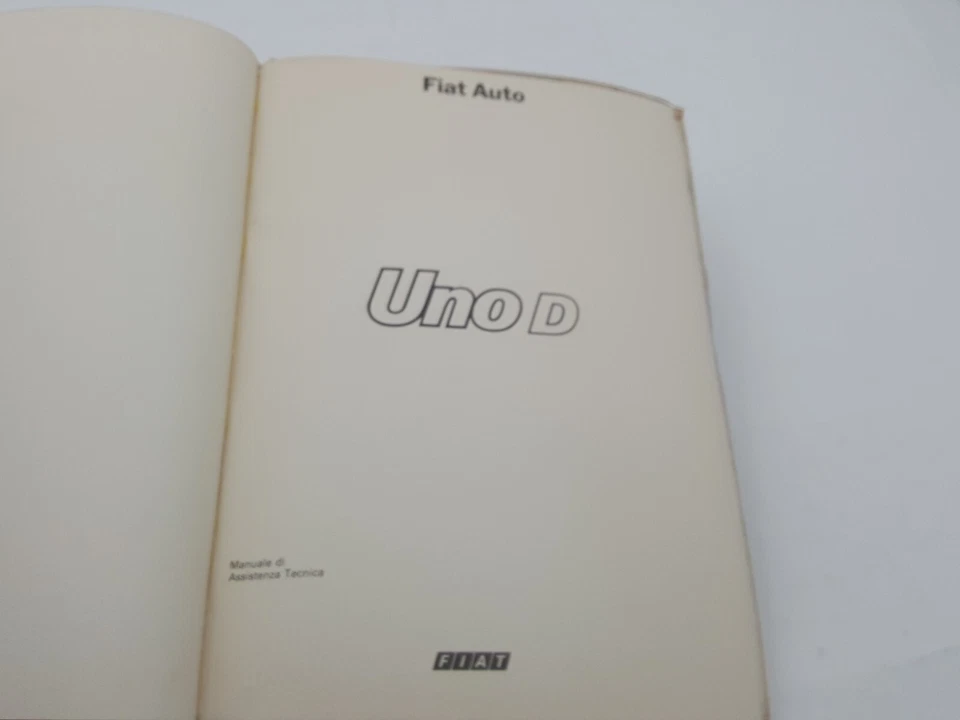 Fiat Auto
Uno D
Manuale di
Assistenza Tecnica
FIAT